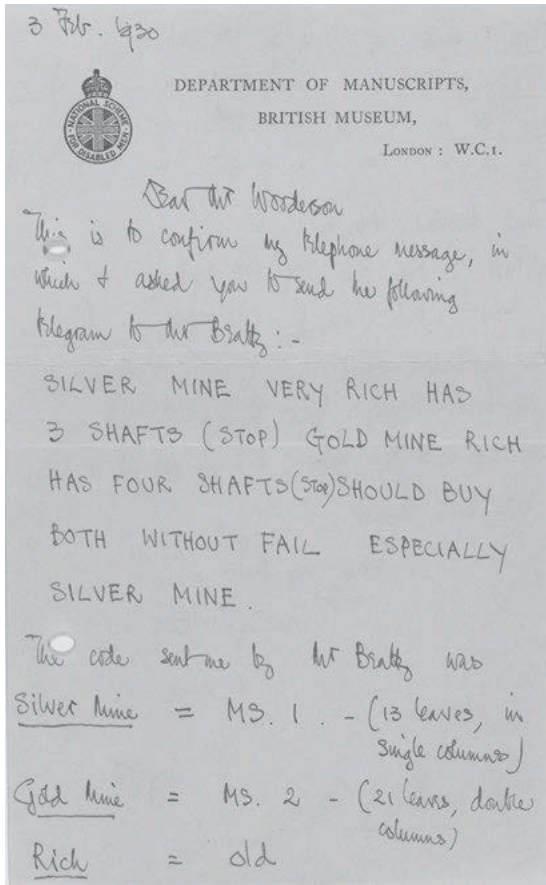 3 Feb. 1930
NATIONAL SCHEME
FOR DISABLED MEN
DEPARTMENT OF MANUSCRIPTS,
BRITISH MUSEUM,
LONDON : W.C.1.
Dear Mr Wooderson
This is to confirm my telephone message, in
which I asked you to send the following
telegram to Mr Beatty : -
SILVER MINE VERY RICH HAS
3 SHAFTS (STOP) GOLD MINE RICH
HAS FOUR SHAFTS (STOP) SHOULD BUY
BOTH WITHOUT FAIL ESPECIALLY
SILVER MINE.
The code sent me by Mr Beatty was
Silver Mine = MS. 1. - (13 leaves, in
single columns)
Gold Mine = MS. 2 - (21 leaves, double
columns)
Rich = old